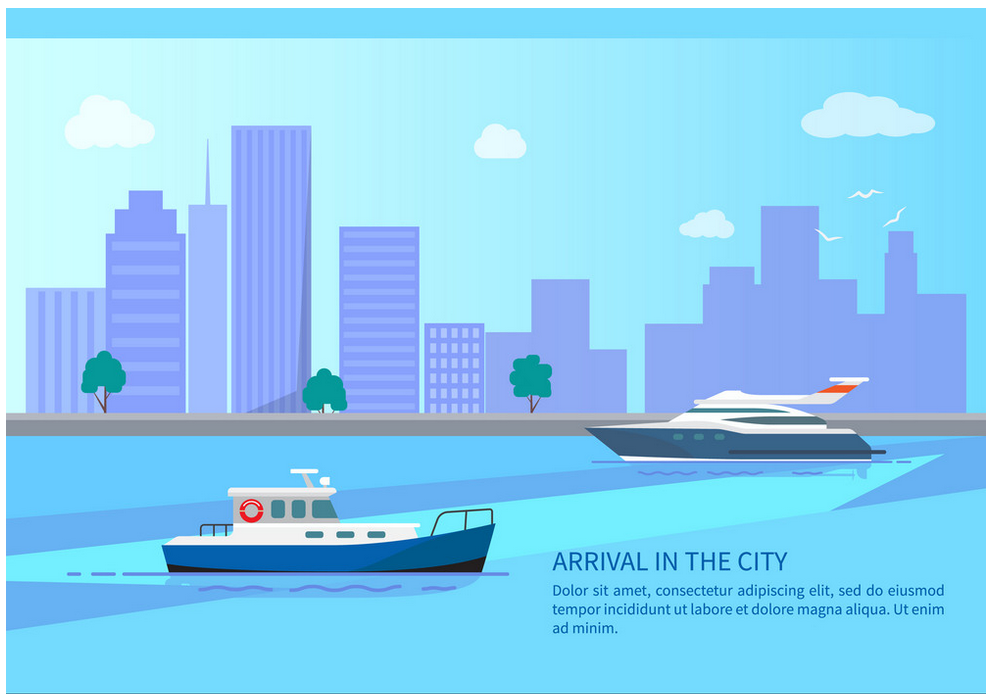 ARRIVAL IN THE CITY
Dolor sit amet, consectetur adipiscing elit, sed do eiusmod
tempor incididunt ut labore et dolore magna aliqua. Ut enim
ad minim.